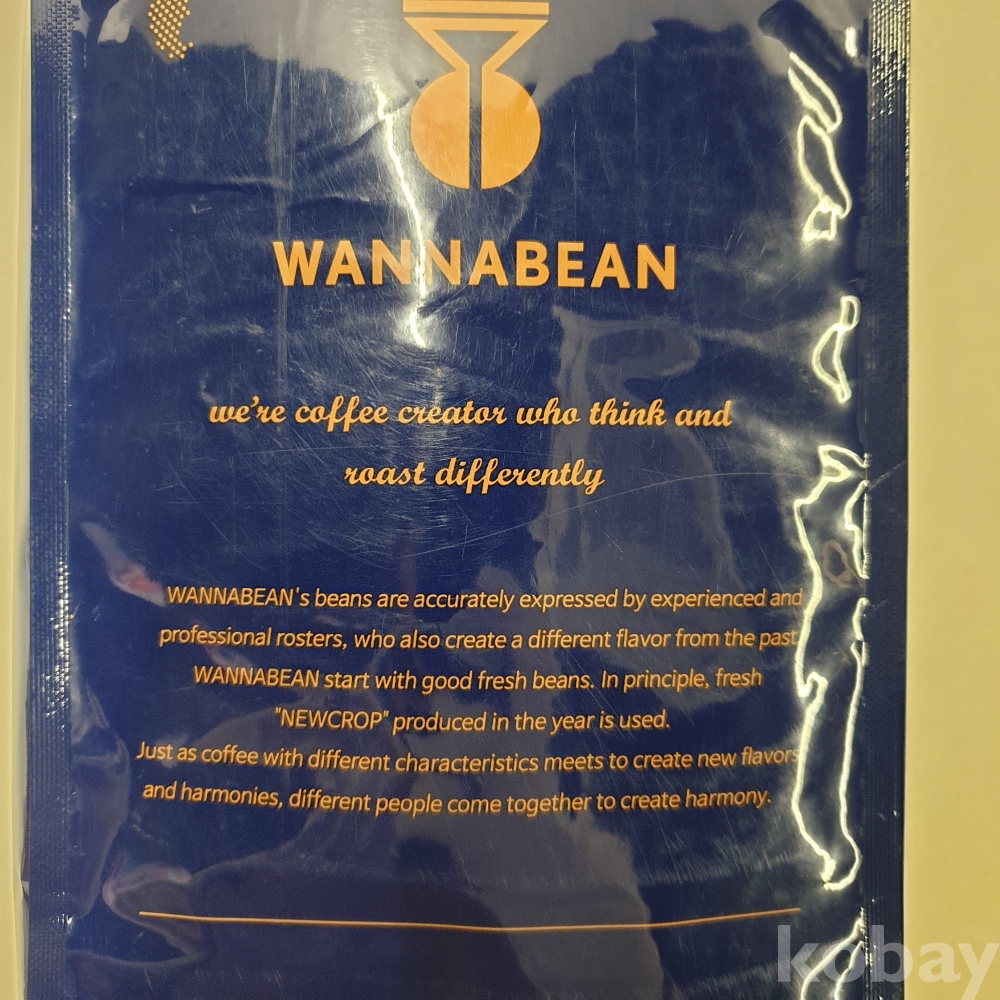 WANNABEAN
we're coffee creator who think and
roast differently
WANNABEAN's beans are accurately expressed by experienced and
professional rosters, who also create a different flavor from the past
WANNABEAN start with good fresh beans. In principle, fresh
"NEWCROP" produced in the year is used.
Just as coffee with different characteristics meets to create new flavors
and harmonies, different people come together to create harmony.
kobay